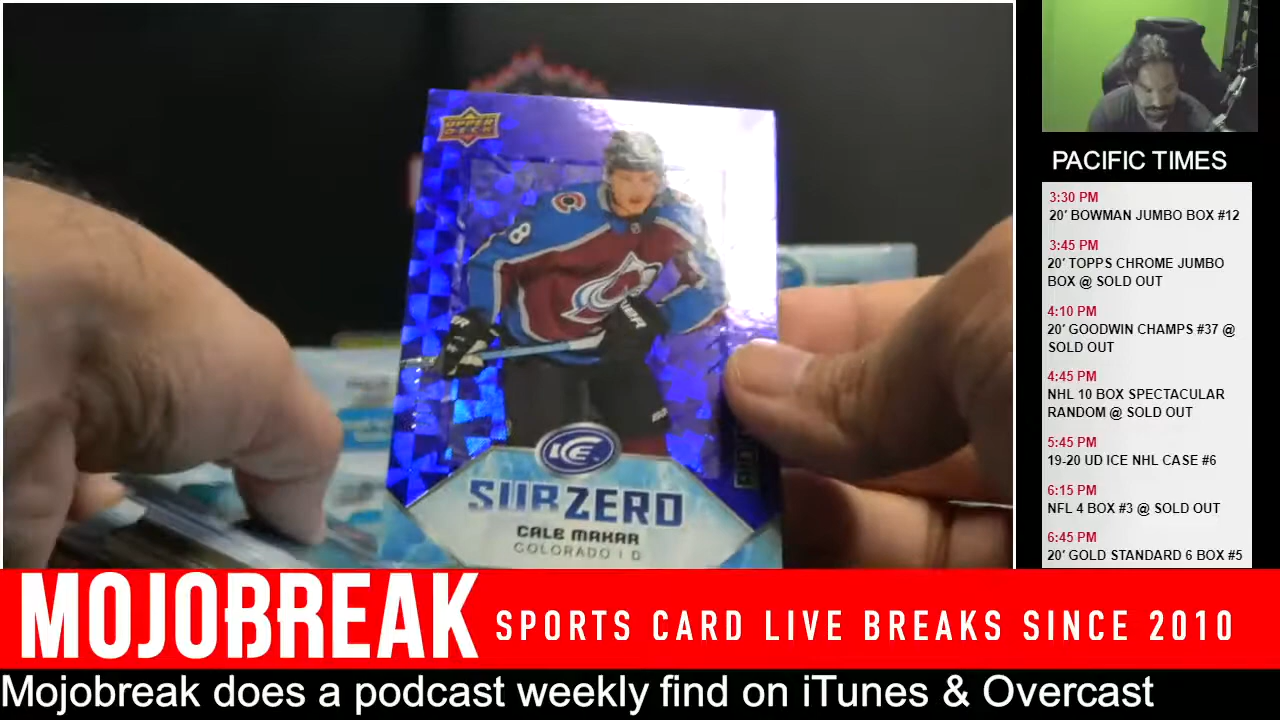 UPPER
DECK
8
ICE
SUBZERO
CALE MAKAR
COLORADO | D
PACIFIC TIMES
3:30 PM
20' BOWMAN JUMBO BOX #12
3:45 PM
20' TOPPS CHROME JUMBO
BOX @ SOLD OUT
4:10 PM
20' GOODWIN CHAMPS #37 @
SOLD OUT
4:45 PM
NHL 10 BOX SPECTACULAR
RANDOM @ SOLD OUT
5:45 PM
19-20 UD ICE NHL CASE #6
6:15 PM
NFL 4 BOX #3 @ SOLD OUT
6:45 PM
20' GOLD STANDARD 6 BOX #5
MOJOBREAK SPORTS CARD LIVE BREAKS SINCE 2010
Mojobreak does a podcast weekly find on iTunes & Overcast